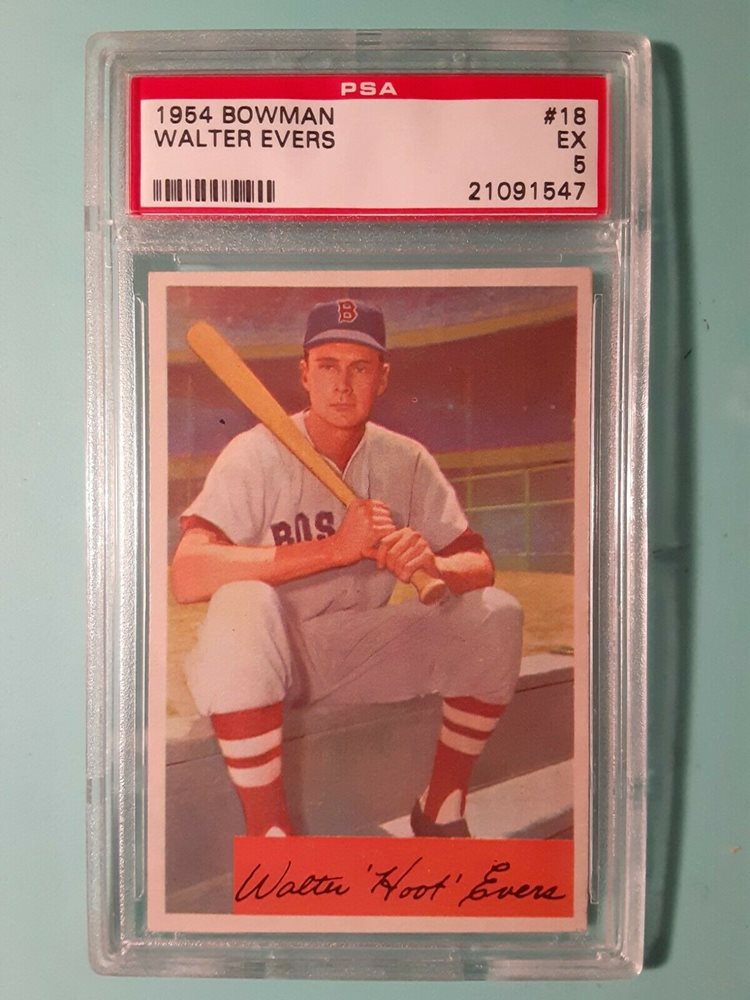 PSA
1954 BOWMAN #18
WALTER EVERS EX
5
21091547
B
BOS
Walter 'Hoot' Evers